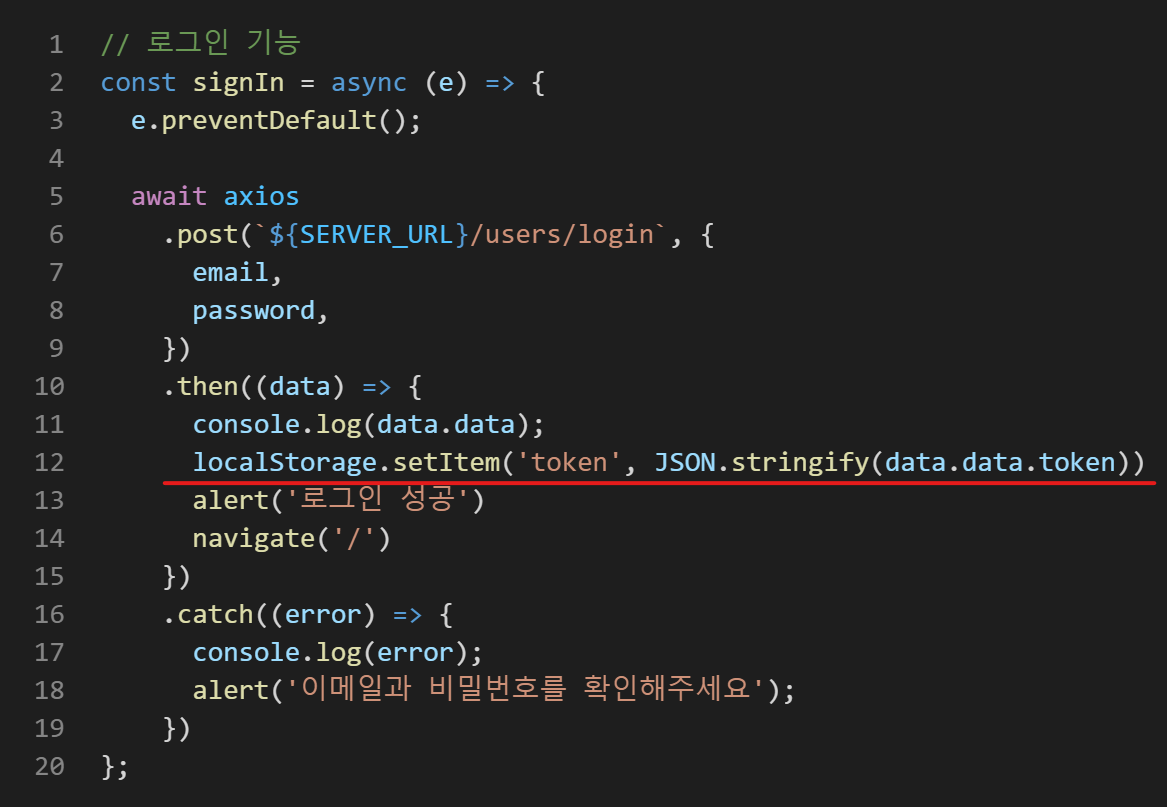 1 // 로그인 기능
2 const signIn = async (e) => {
3   e.preventDefault();
4
5   await axios
6     .post(`${SERVER_URL}/users/login`, {
7       email,
8       password,
9     })
10     .then((data) => {
11       console.log(data.data);
12       localStorage.setItem('token', JSON.stringify(data.data.token))
13       alert('로그인 성공')
14       navigate('/')
15     })
16     .catch((error) => {
17       console.log(error);
18       alert('이메일과 비밀번호를 확인해주세요');
19     })
20 };